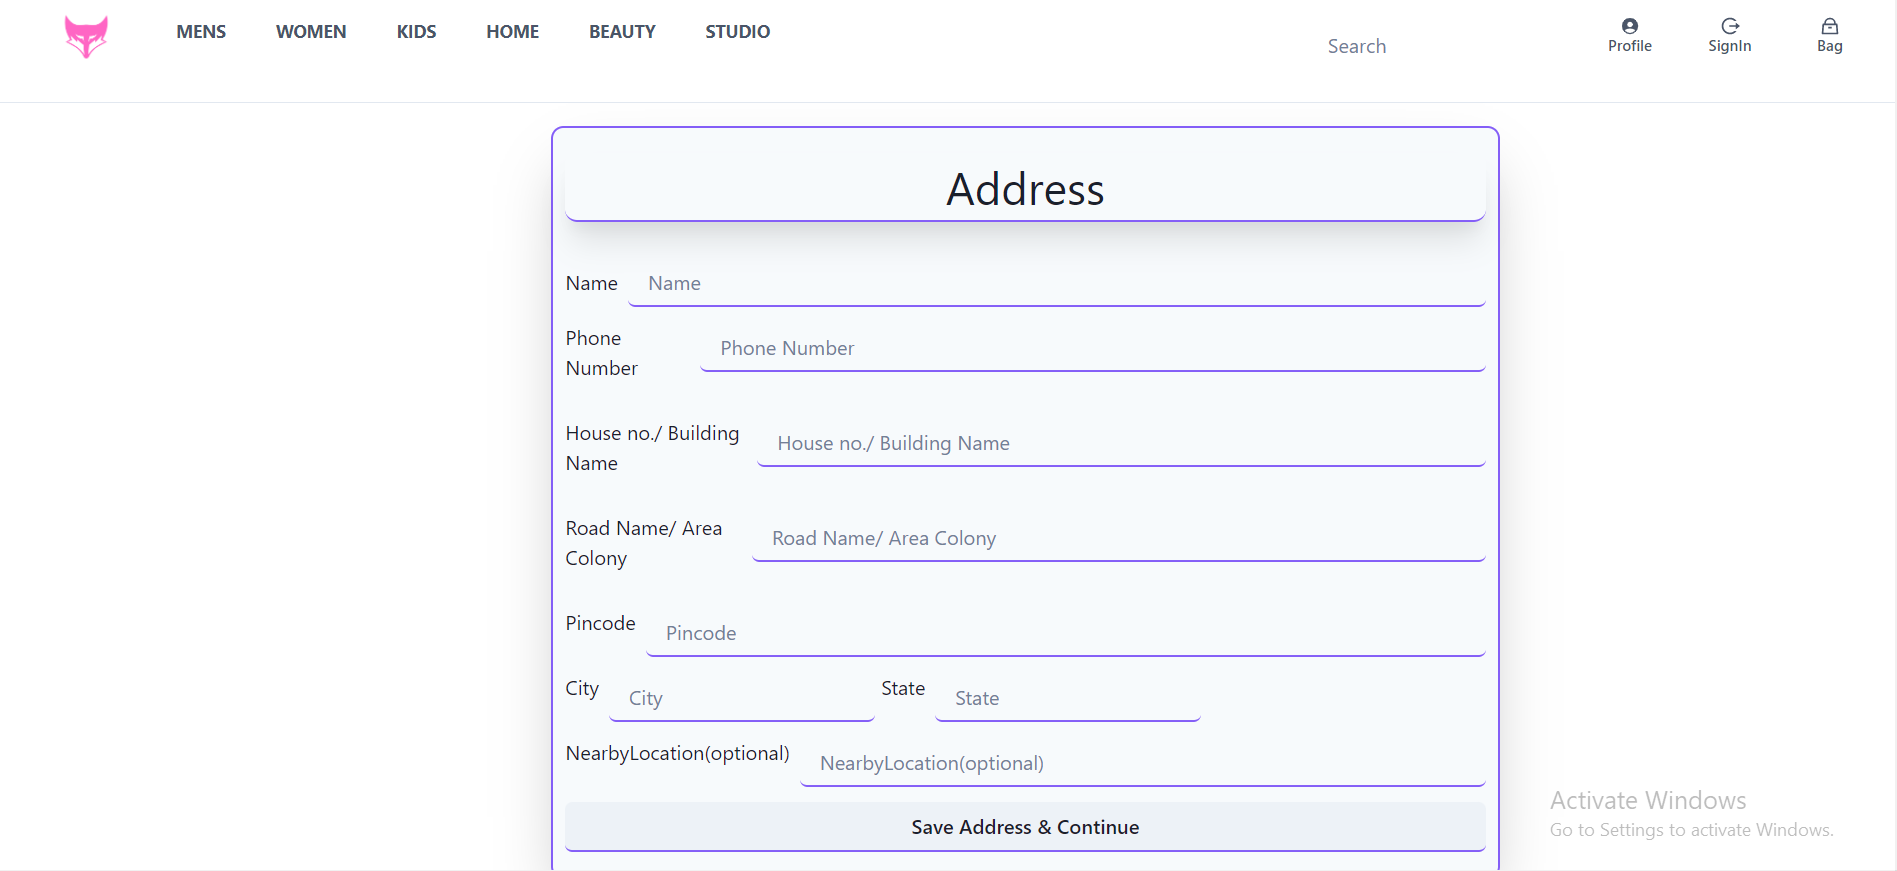 MENS WOMEN KIDS HOME BEAUTY STUDIO
Search
Profile SignIn Bag
Address
Name Name
Phone
Number
Phone Number
House no./ Building
Name
House no./ Building Name
Road Name/ Area
Colony
Road Name/ Area Colony
Pincode Pincode
City City State State
NearbyLocation(optional) NearbyLocation(optional)
Save Address & Continue
Activate Windows
Go to Settings to activate Windows.